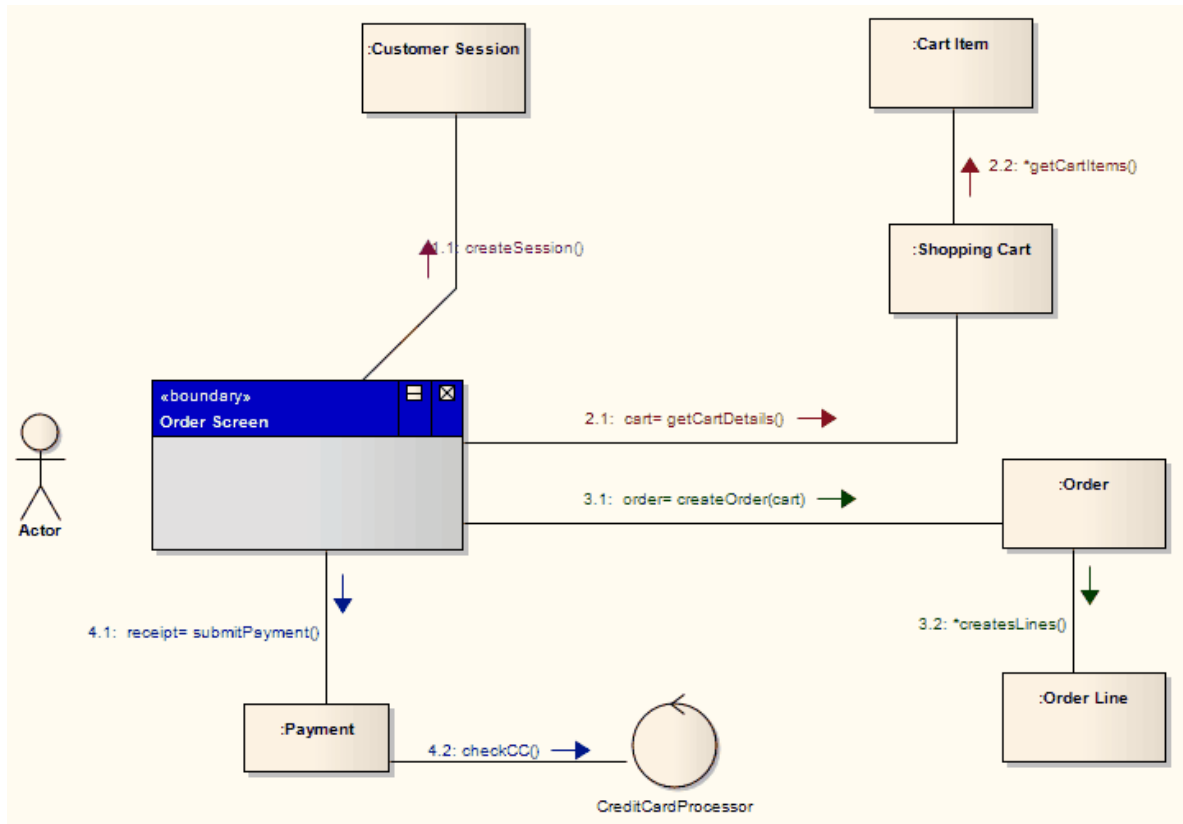 :Customer Session
:Cart Item
2.2: *getCartItems()
1.1: createSession()
:Shopping Cart
«boundary»
Order Screen
2.1: cart= getCartDetails()
:Order
3.1: order= createOrder(cart)
Actor
3.2: *createsLines()
4.1: receipt= submitPayment()
:Order Line
:Payment
4.2: checkCC()
CreditCardProcessor